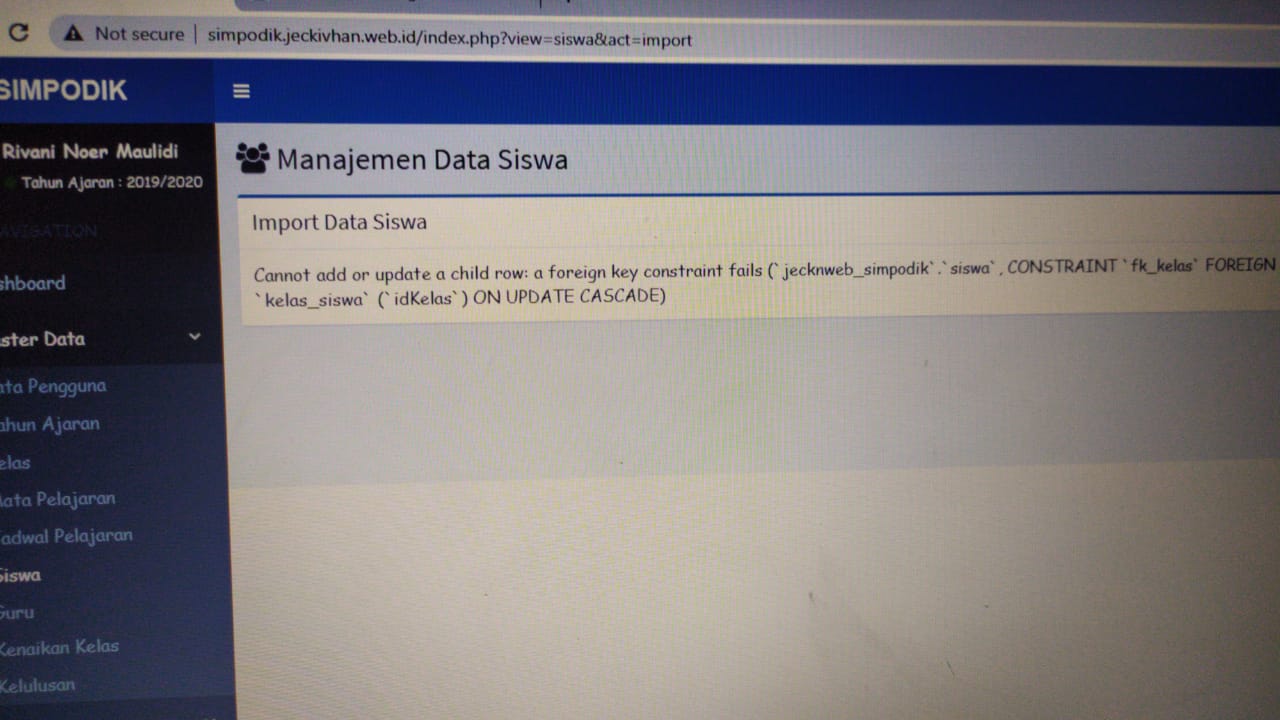 Not secure | simpodik.jeckivhan.web.id/index.php?view=siswa&act=import
SIMPODIK
Rivani Noer Maulidi
Tahun Ajaran : 2019/2020
AVIGATION
shboard
ster Data
ata Pengguna
ahun Ajaran
elas
ata Pelajaran
adwal Pelajaran
Siswa
Guru
Kenaikan Kelas
Kelulusan
Manajemen Data Siswa
Import Data Siswa
Cannot add or update a child row: a foreign key constraint fails (`jecknweb_simpodik`.`siswa`, CONSTRAINT `fk_kelas` FOREIGN
`kelas_siswa` (`idKelas`) ON UPDATE CASCADE)